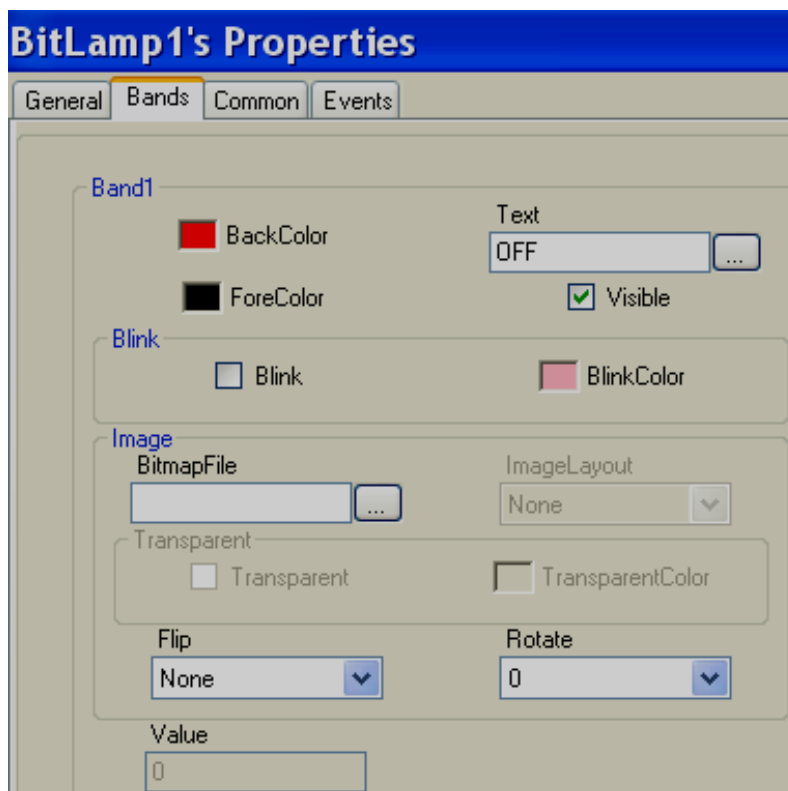 BitLamp1's Properties
General Bands Common Events
Band1
BackColor
Text
OFF ...
ForeColor
Visible
Blink
Blink BlinkColor
Image
BitmapFile ImageLayout
... None
Transparent
Transparent TransparentColor
Flip Rotate
None 0
Value
0